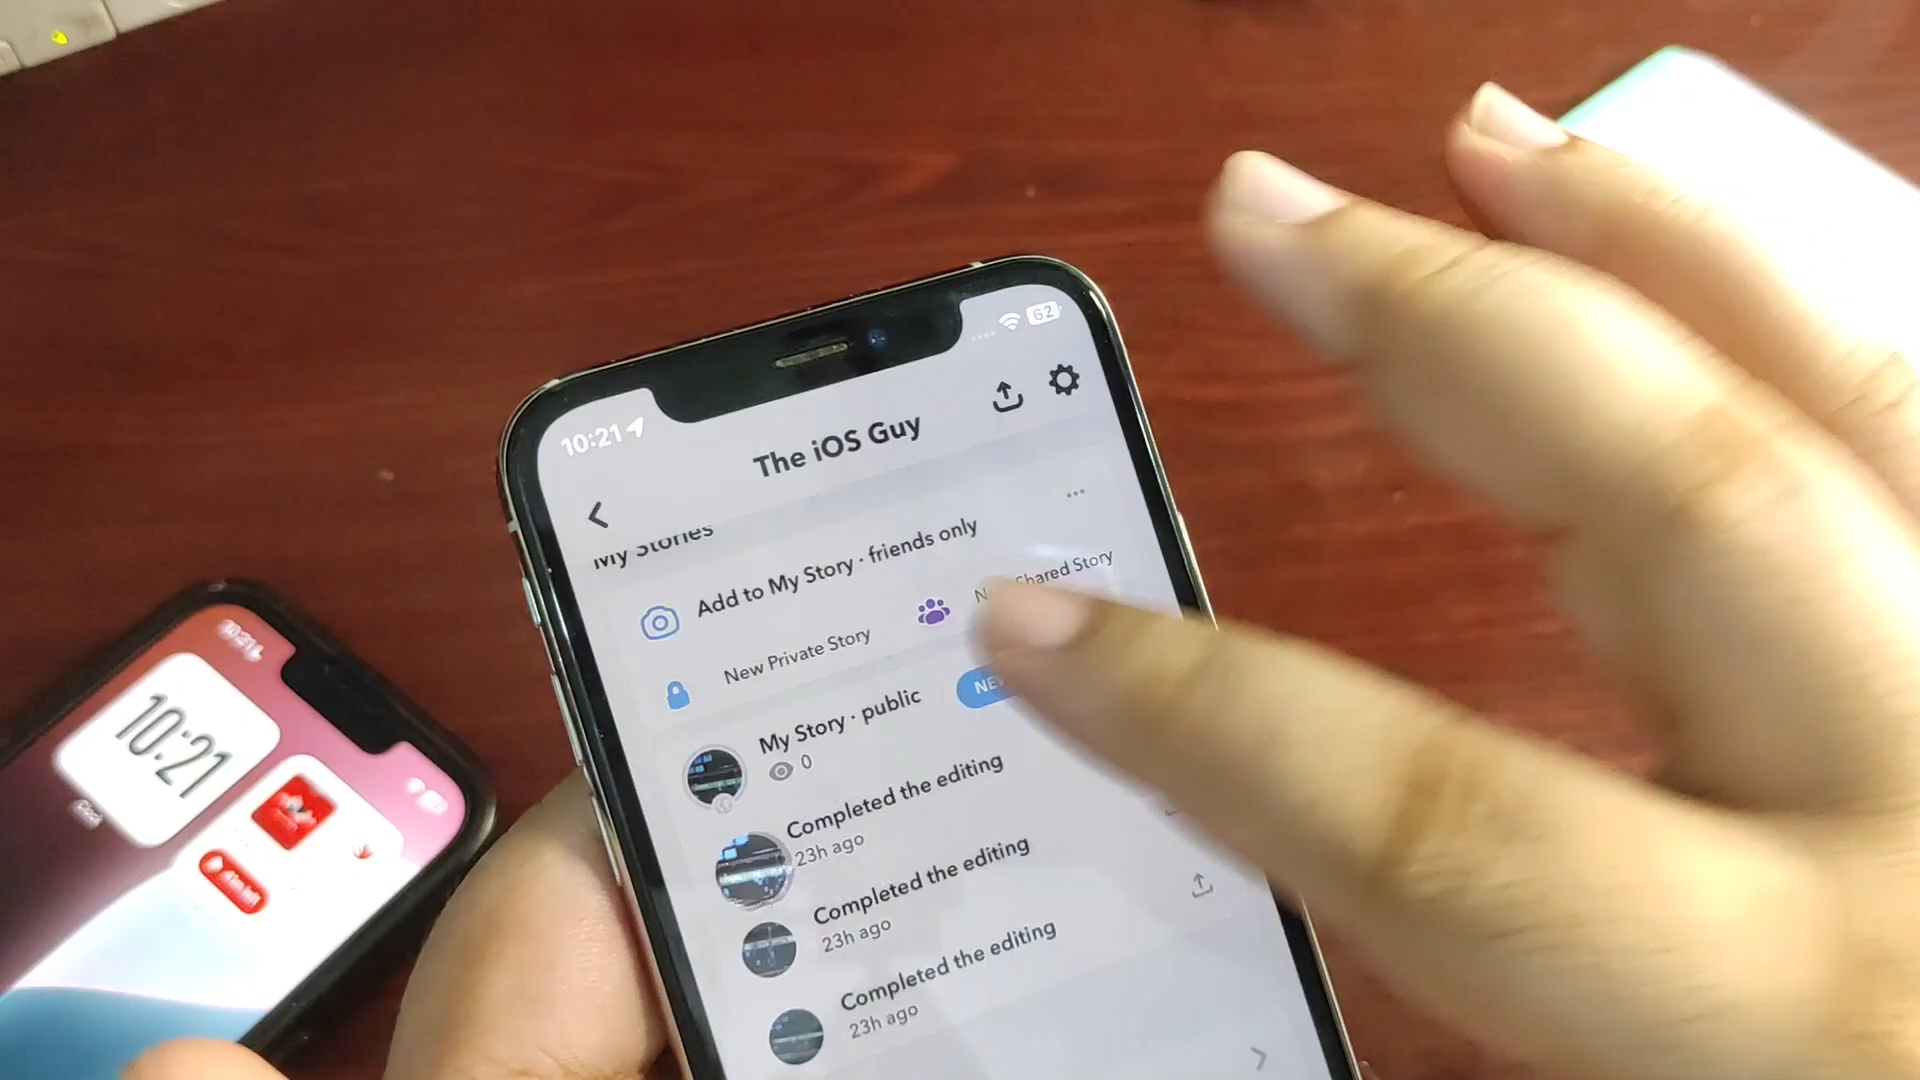 10:21
62
The iOS Guy
My Stories
Add to My Story · friends only
New Private Story
Shared Story
My Story · public
0
Completed the editing
23h ago
Completed the editing
23h ago
Completed the editing
23h ago
10:21
10:21